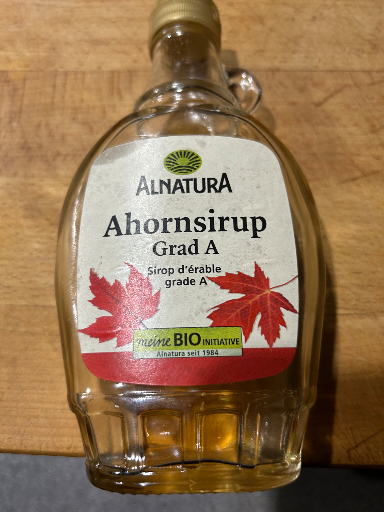 ALNATURA
Ahornsirup
Grad A
Sirop d'érable
grade A
meine BIO INITIATIVE
Alnatura seit 1984